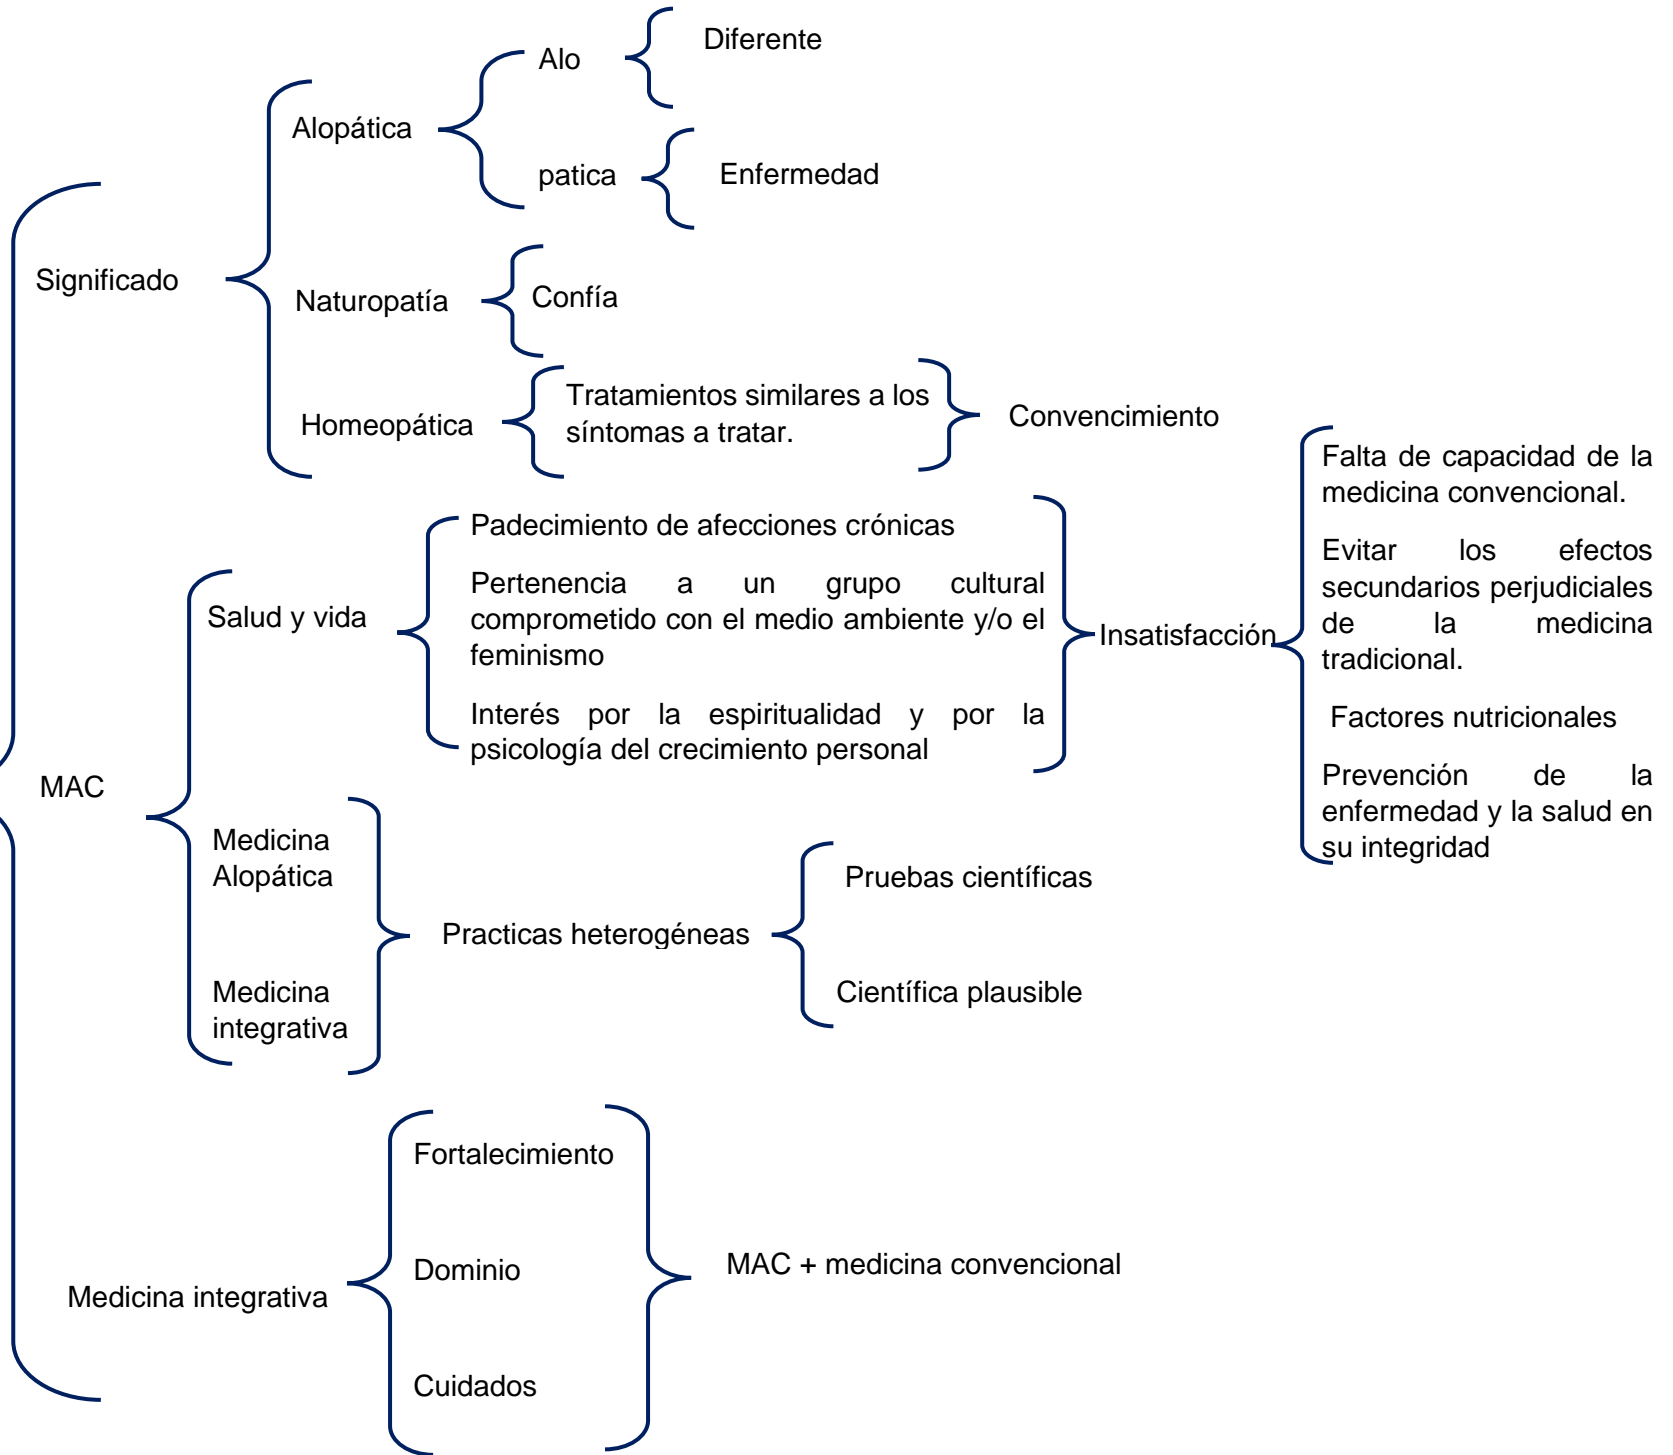 Significado
Alopática
Alo
Diferente
patica
Enfermedad
Naturopatía
Confía
Homeopática
Tratamientos similares a los
síntomas a tratar.
Convencimiento
MAC
Salud y vida
Padecimiento de afecciones crónicas
Pertenencia a un grupo cultural
comprometido con el medio ambiente y/o el
feminismo
Interés por la espiritualidad y por la
psicología del crecimiento personal
Insatisfacción
Falta de capacidad de la
medicina convencional.
Evitar los efectos
secundarios perjudiciales
de la medicina
tradicional.
Factores nutricionales
Prevención de la
enfermedad y la salud en
su integridad
Medicina
Alopática
Medicina
integrativa
Practicas heterogéneas
Pruebas científicas
Científica plausible
Medicina integrativa
Fortalecimiento
Dominio
Cuidados
MAC + medicina convencional